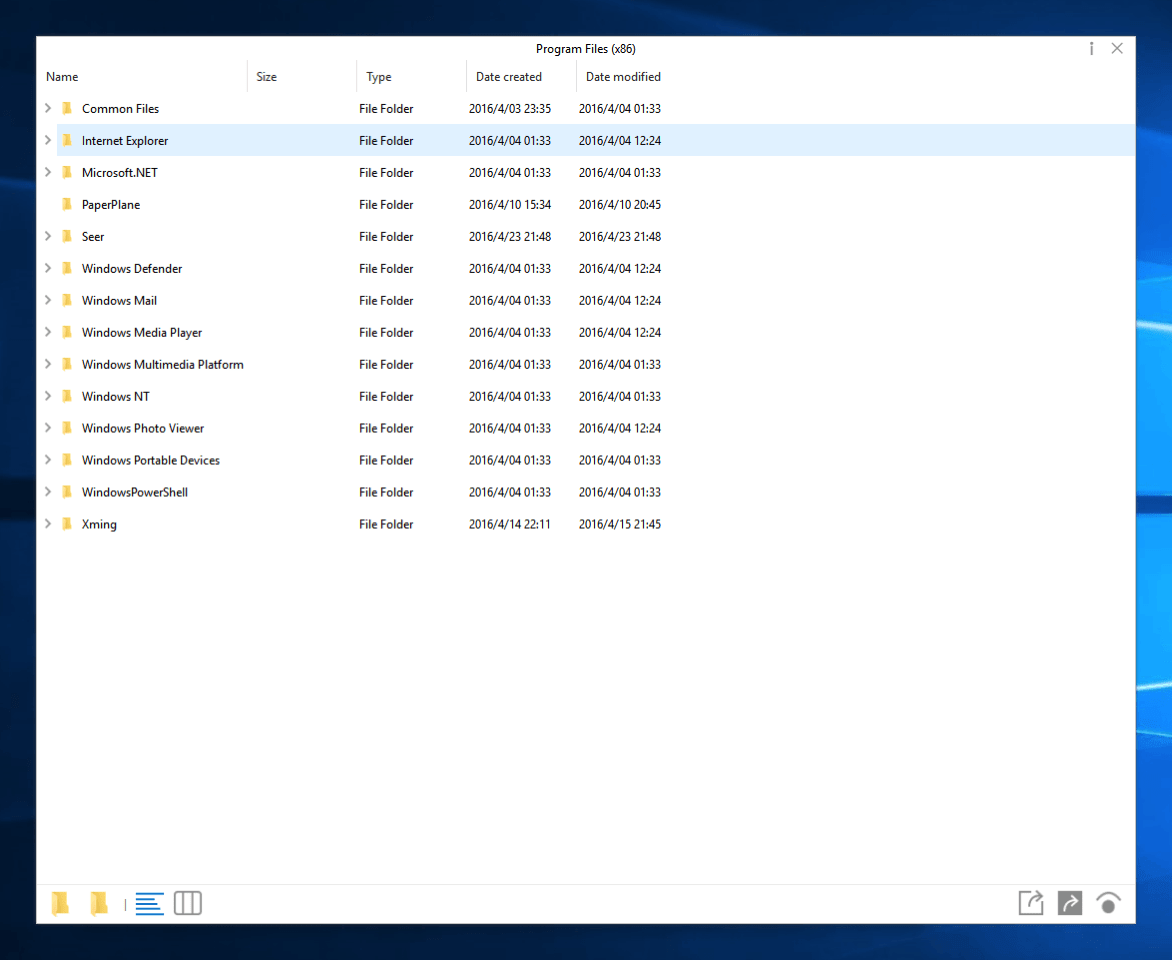 Program Files (x86)
Name Size Type Date created Date modified
Common Files File Folder 2016/4/03 23:35 2016/4/04 01:33
Internet Explorer File Folder 2016/4/04 01:33 2016/4/04 12:24
Microsoft.NET File Folder 2016/4/04 01:33 2016/4/04 01:33
PaperPlane File Folder 2016/4/10 15:34 2016/4/10 20:45
Seer File Folder 2016/4/23 21:48 2016/4/23 21:48
Windows Defender File Folder 2016/4/04 01:33 2016/4/04 12:24
Windows Mail File Folder 2016/4/04 01:33 2016/4/04 12:24
Windows Media Player File Folder 2016/4/04 01:33 2016/4/04 12:24
Windows Multimedia Platform File Folder 2016/4/04 01:33 2016/4/04 01:33
Windows NT File Folder 2016/4/04 01:33 2016/4/04 01:33
Windows Photo Viewer File Folder 2016/4/04 01:33 2016/4/04 12:24
Windows Portable Devices File Folder 2016/4/04 01:33 2016/4/04 01:33
WindowsPowerShell File Folder 2016/4/04 01:33 2016/4/04 01:33
Xming File Folder 2016/4/14 22:11 2016/4/15 21:45